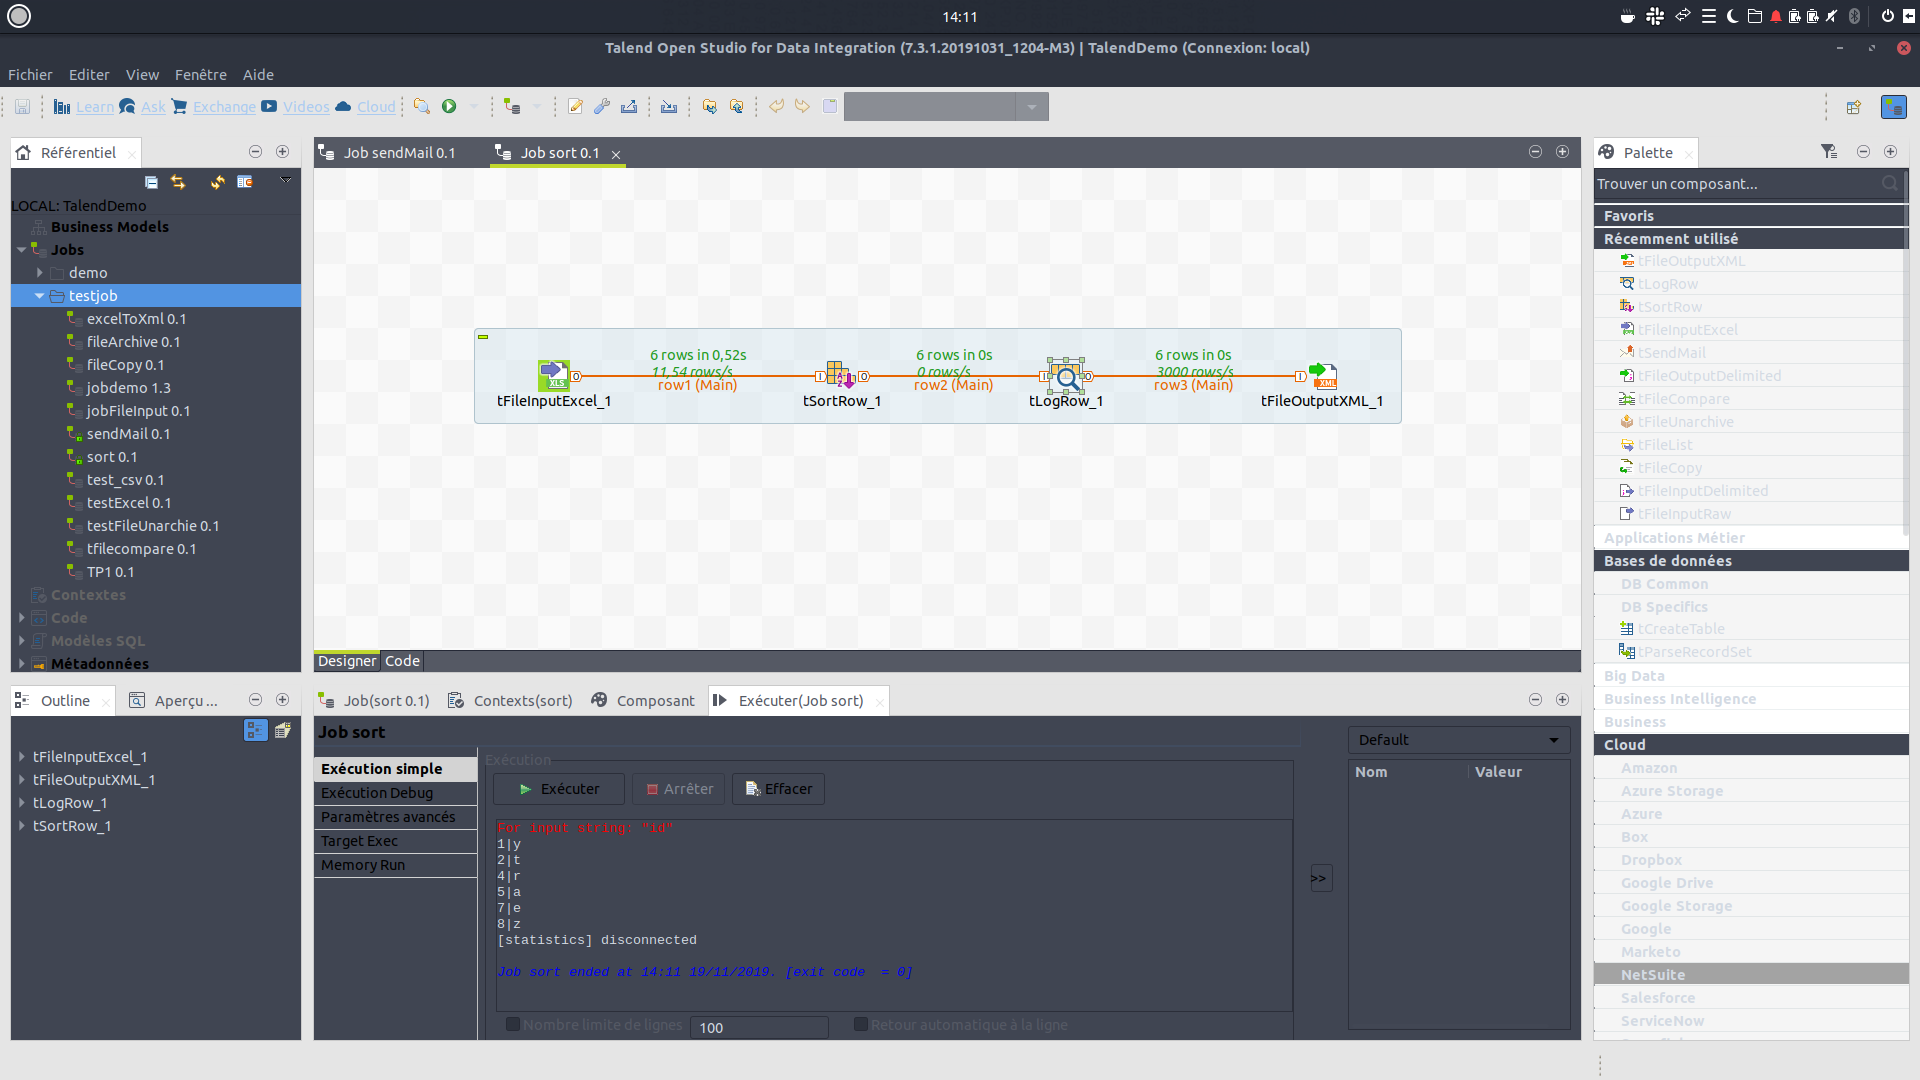 14:11
Talend Open Studio for Data Integration (7.3.1.20191031_1204-M3) | TalendDemo (Connexion: local)
Fichier Editer View Fenêtre Aide
Learn Ask Exchange Videos Cloud
Référentiel
LOCAL: TalendDemo
Business Models
Jobs
demo
testjob
excelToXml 0.1
fileArchive 0.1
fileCopy 0.1
jobdemo 1.3
jobFileInput 0.1
sendMail 0.1
sort 0.1
test_csv 0.1
testExcel 0.1
testFileUnarchie 0.1
tfilecompare 0.1
TP1 0.1
Contextes
Code
Modèles SQL
Métadonnées
Job sendMail 0.1 Job sort 0.1
6 rows in 0,52s 6 rows in 0s 6 rows in 0s
11,54 rows/s 0 rows/s 3000 rows/s
row1 (Main) row2 (Main) row3 (Main)
tFileInputExcel_1 tSortRow_1 tLogRow_1 tFileOutputXML_1
Designer Code
Palette
Trouver un composant...
Favoris
Récemment utilisé
tFileOutputXML
tLogRow
tSortRow
tFileInputExcel
tSendMail
tFileOutputDelimited
tFileCompare
tFileUnarchive
tFileList
tFileCopy
tFileInputDelimited
tFileInputRaw
Applications Métier
Bases de données
DB Common
DB Specifics
tCreateTable
tParseRecordSet
Big Data
Business Intelligence
Business
Cloud
Amazon
Azure Storage
Azure
Box
Dropbox
Google Drive
Google Storage
Google
Marketo
NetSuite
Salesforce
ServiceNow
Outline Aperçu ...
tFileInputExcel_1
tFileOutputXML_1
tLogRow_1
tSortRow_1
Job(sort 0.1) Contexts(sort) Composant Exécuter(Job sort)
Job sort
Exécution simple
Exécution Debug
Paramètres avancés
Target Exec
Memory Run
Exécution
Exécuter Arrêter Effacer
For input string: "id"
1|y
2|t
4|r
5|a
7|e
8|z
[statistics] disconnected
Job sort ended at 14:11 19/11/2019. [exit code  = 0]
Nombre limite de lignes 100 Retour automatique à la ligne
>>
Default
Nom Valeur